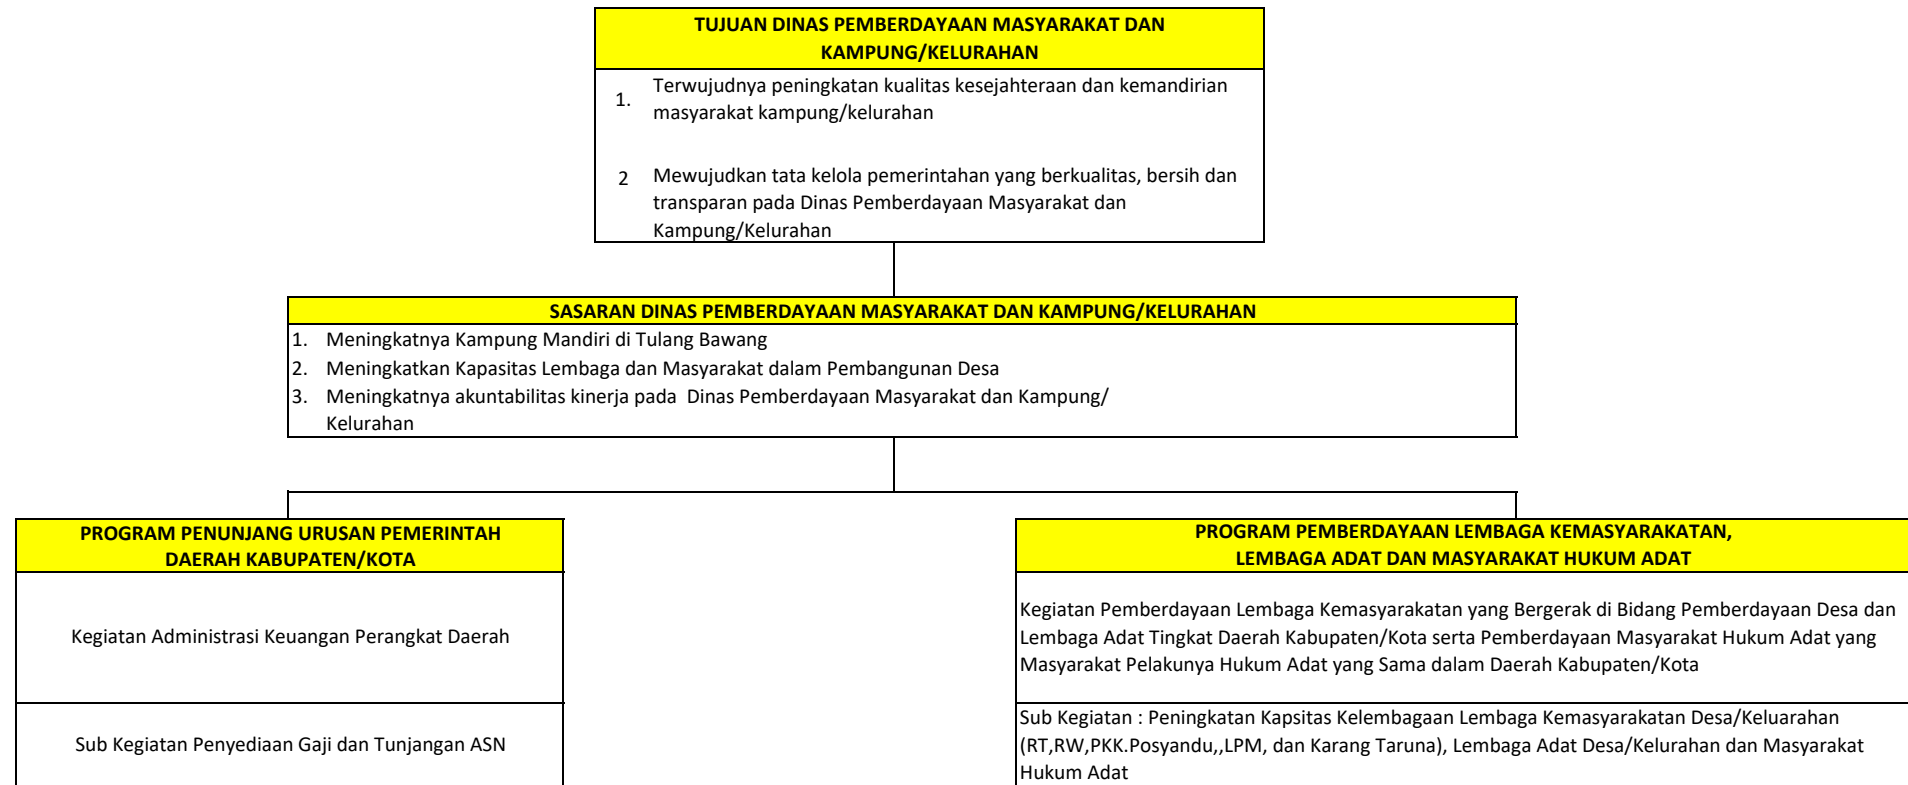 TUJUAN DINAS PEMBERDAYAAN MASYARAKAT DAN
KAMPUNG/KELURAHAN
1. Terwujudnya peningkatan kualitas kesejahteraan dan kemandirian
masyarakat kampung/kelurahan
2 Mewujudkan tata kelola pemerintahan yang berkualitas, bersih dan
transparan pada Dinas Pemberdayaan Masyarakat dan
Kampung/Kelurahan
SASARAN DINAS PEMBERDAYAAN MASYARAKAT DAN KAMPUNG/KELURAHAN
1. Meningkatnya Kampung Mandiri di Tulang Bawang
2. Meningkatkan Kapasitas Lembaga dan Masyarakat dalam Pembangunan Desa
3. Meningkatnya akuntabilitas kinerja pada Dinas Pemberdayaan Masyarakat dan Kampung/
Kelurahan
PROGRAM PENUNJANG URUSAN PEMERINTAH
DAERAH KABUPATEN/KOTA
Kegiatan Administrasi Keuangan Perangkat Daerah
Sub Kegiatan Penyediaan Gaji dan Tunjangan ASN
PROGRAM PEMBERDAYAAN LEMBAGA KEMASYARAKATAN,
LEMBAGA ADAT DAN MASYARAKAT HUKUM ADAT
Kegiatan Pemberdayaan Lembaga Kemasyarakatan yang Bergerak di Bidang Pemberdayaan Desa dan
Lembaga Adat Tingkat Daerah Kabupaten/Kota serta Pemberdayaan Masyarakat Hukum Adat yang
Masyarakat Pelakunya Hukum Adat yang Sama dalam Daerah Kabupaten/Kota
Sub Kegiatan : Peningkatan Kapsitas Kelembagaan Lembaga Kemasyarakatan Desa/Keluarahan
(RT,RW,PKK.Posyandu,,LPM, dan Karang Taruna), Lembaga Adat Desa/Kelurahan dan Masyarakat
Hukum Adat